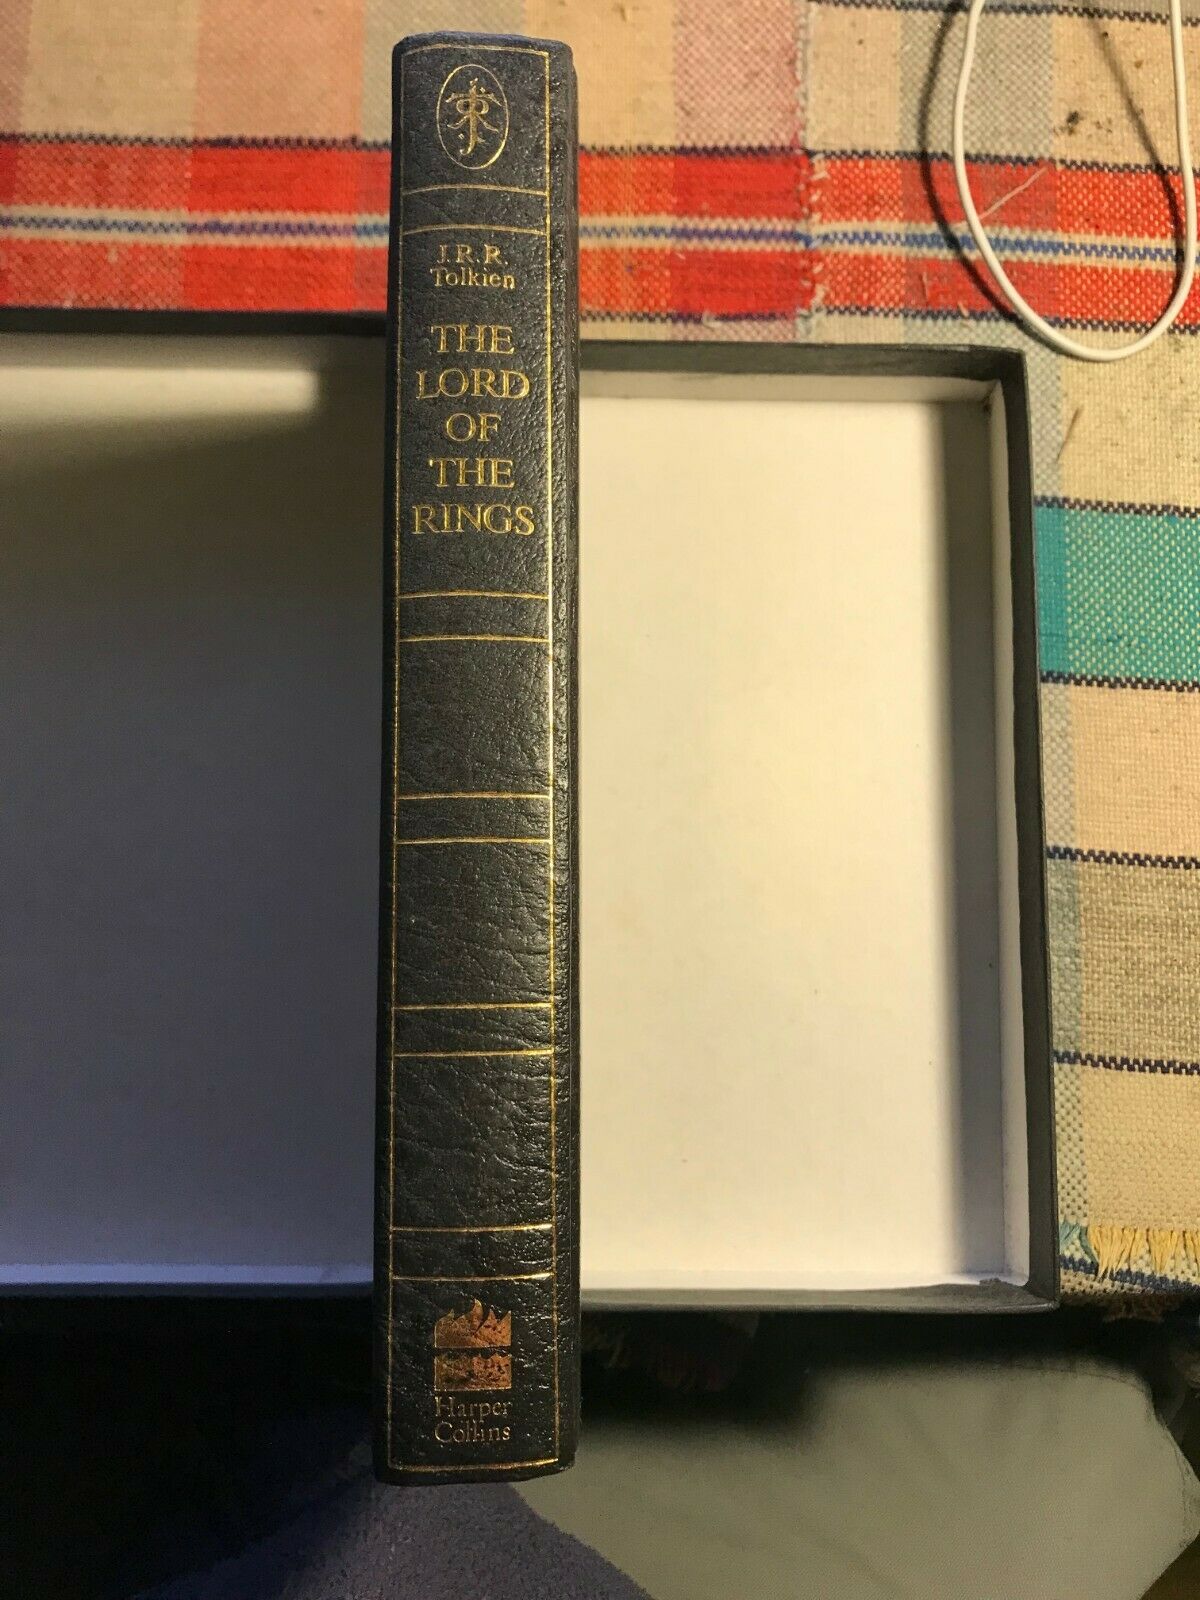 J.R.R.
Tolkien
THE
LORD
OF
THE
RINGS
Harper
Collins